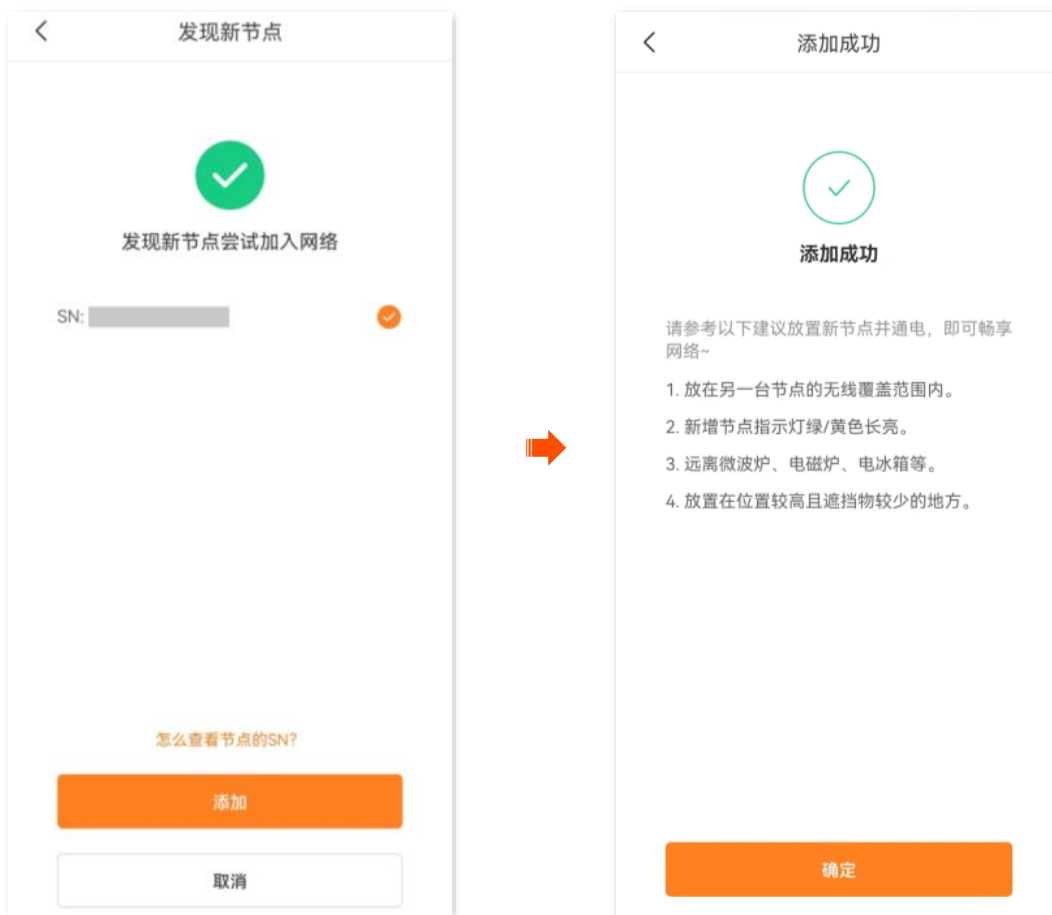 发现新节点
发现新节点尝试加入网络
SN:
怎么查看节点的SN?
添加
取消
添加成功
添加成功
请参考以下建议放置新节点并通电，即可畅享
网络~
1. 放在另一台节点的无线覆盖范围内。
2. 新增节点指示灯绿/黄色长亮。
3. 远离微波炉、电磁炉、电冰箱等。
4. 放置在位置较高且遮挡物较少的地方。
确定